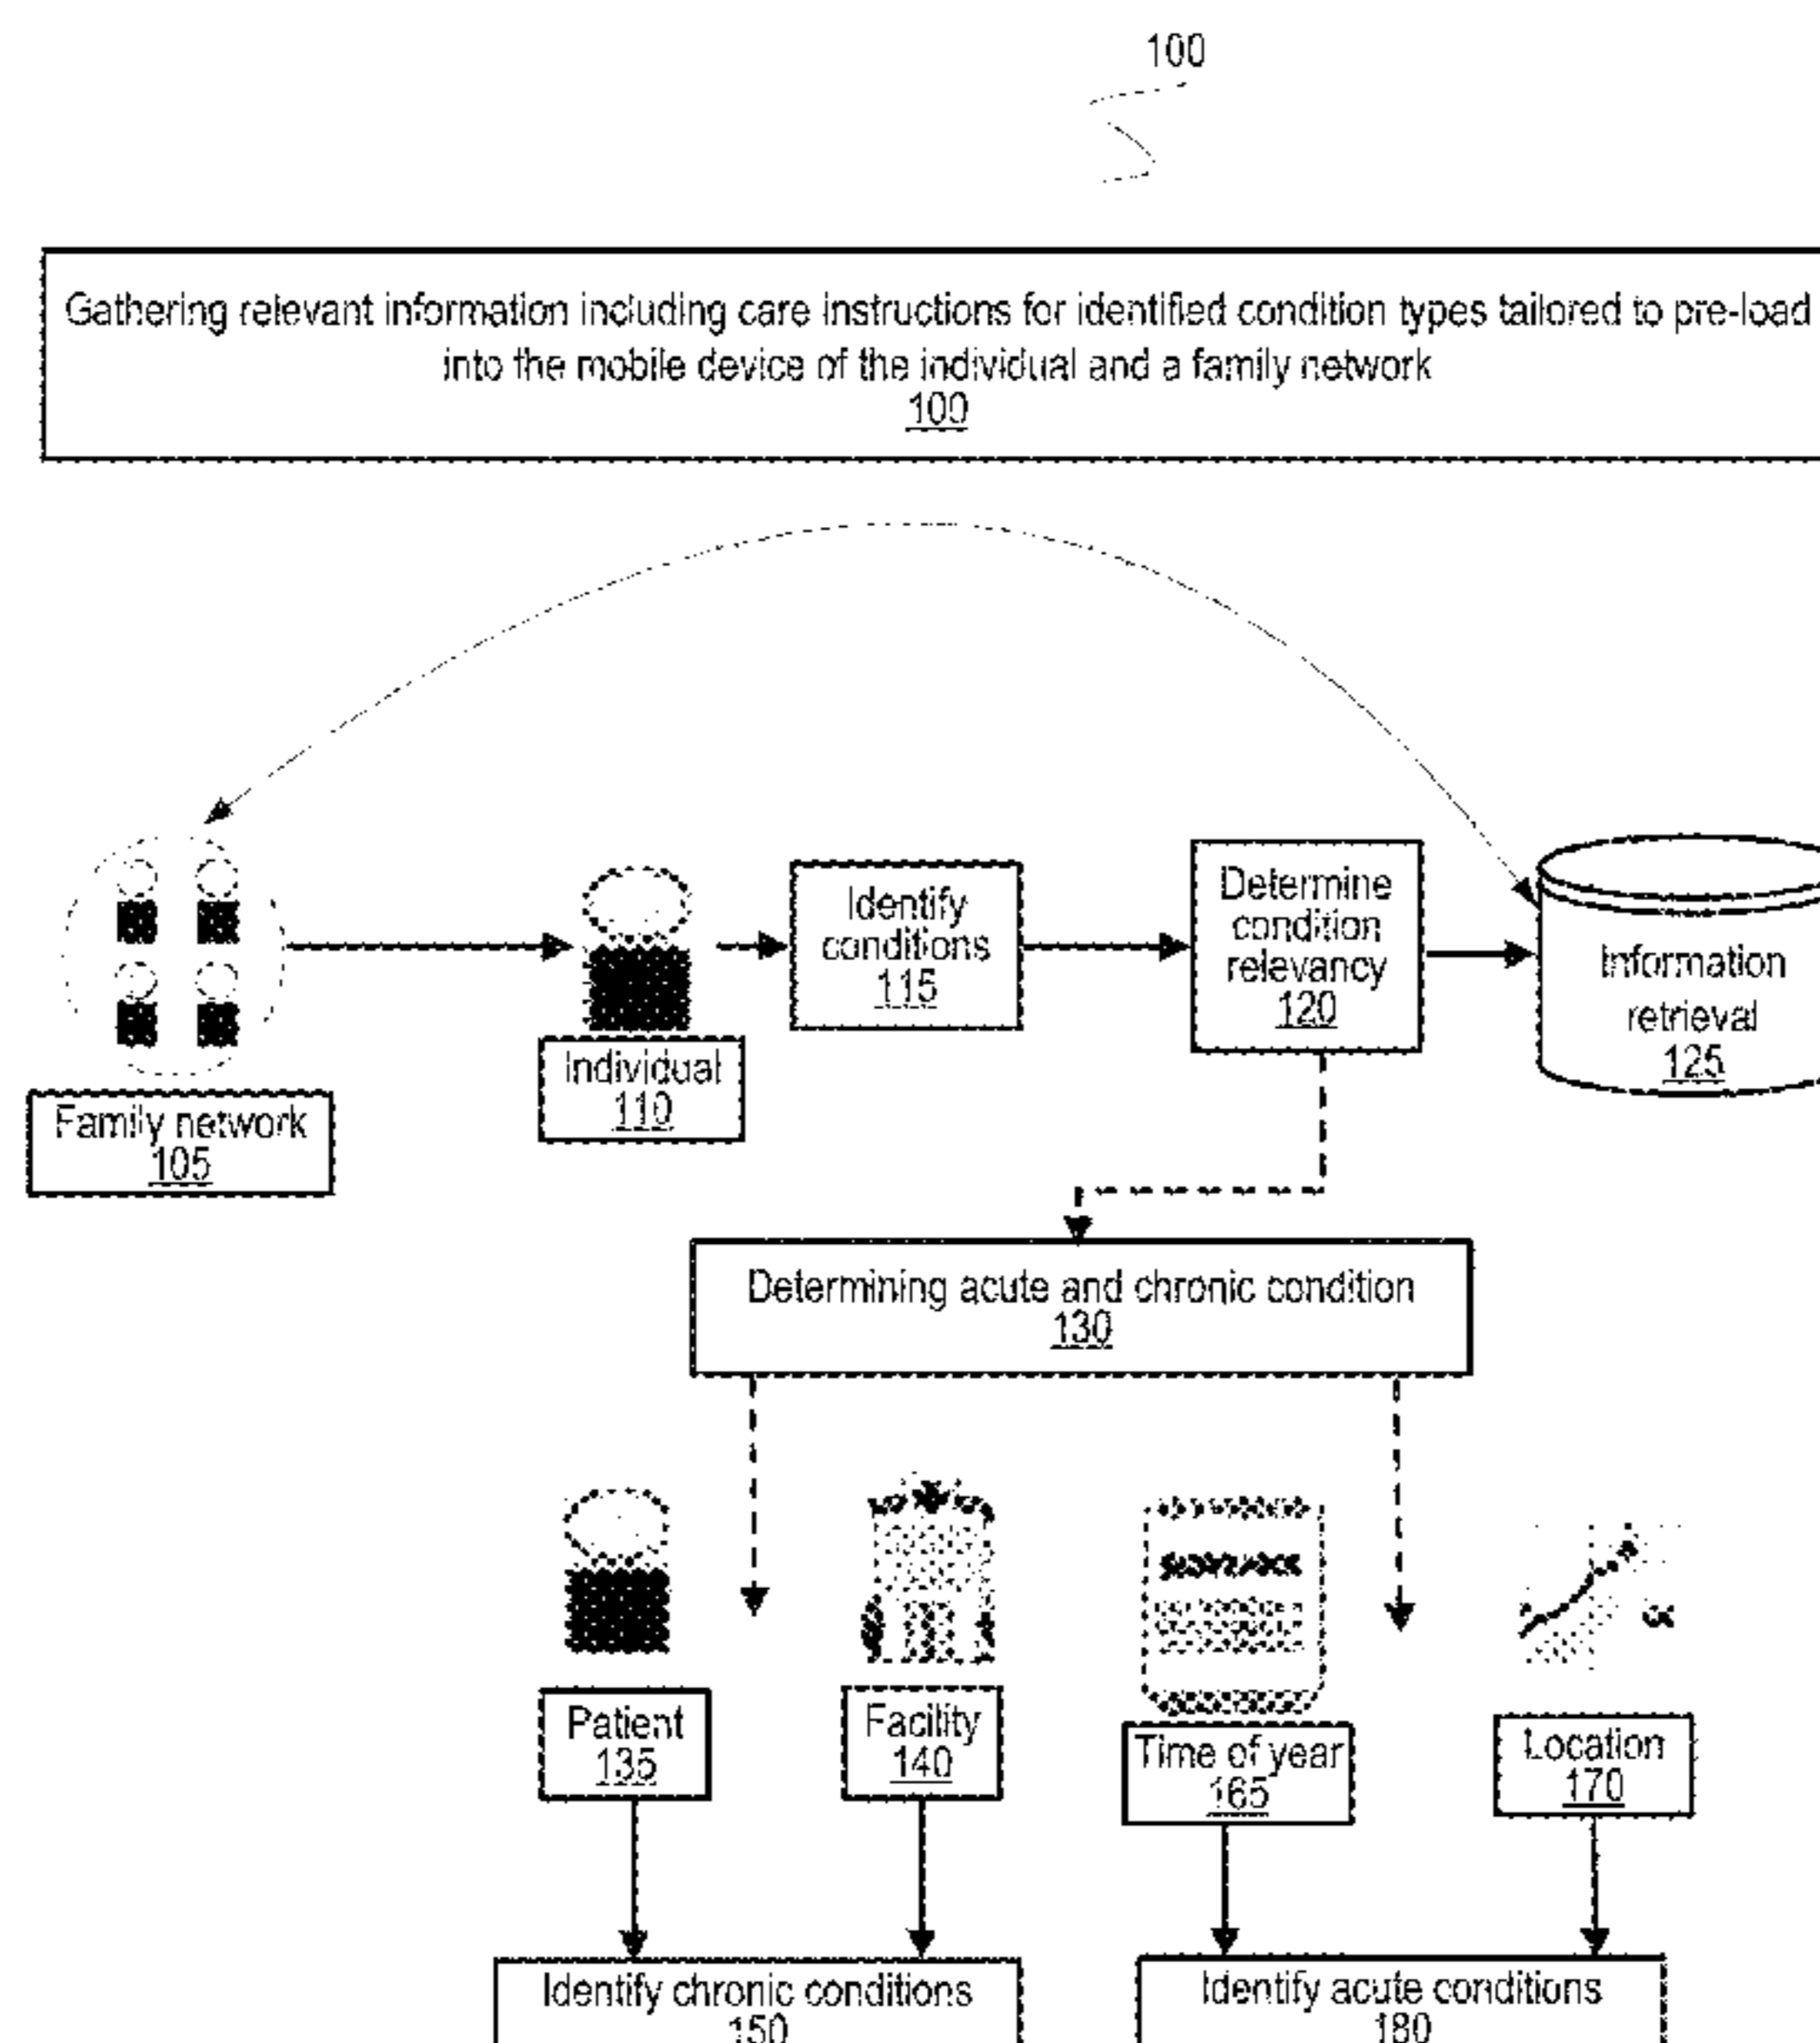 100
Gathering relevant information including care instructions for identified condition types tailored to pre-load
into the mobile device of the individual and a family network
100
Identify
conditions
115
Determine
condition
relevancy
120
Information
retrieval
125
Individual
110
Family network
105
Determining acute and chronic condition
130
Patient
135
Facility
140
Time of year
165
Location
170
Identify chronic conditions
150
Identify acute conditions
180